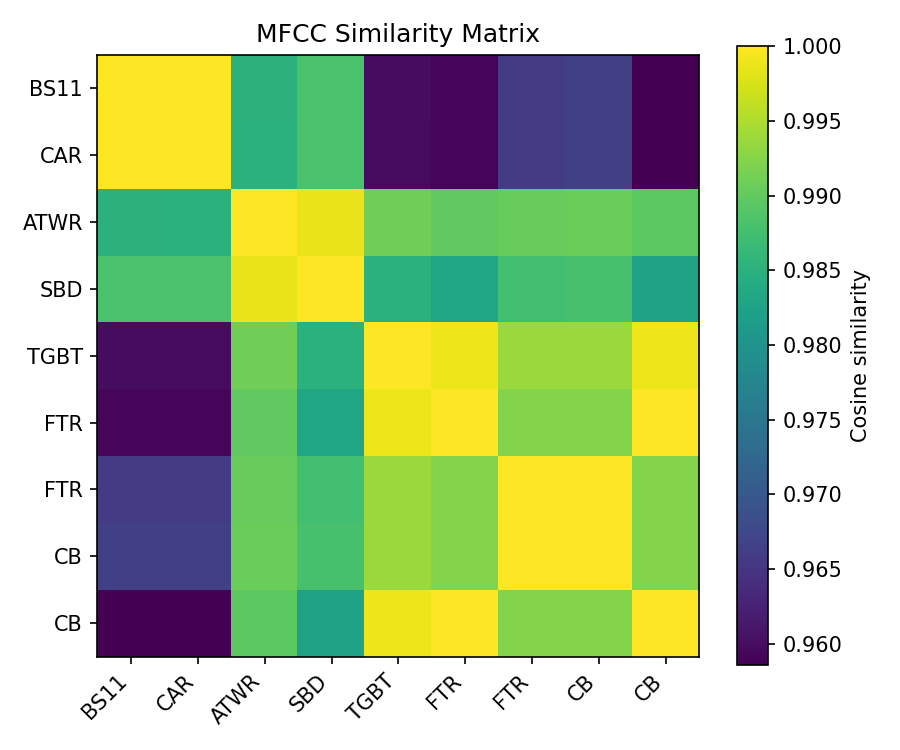 MFCC Similarity Matrix
BS11
CAR
ATWR
SBD
TGBT
FTR
FTR
CB
CB
BS11
CAR
ATWR
SBD
TGBT
FTR
FTR
CB
CB
1.000
0.995
0.990
0.985
0.980
0.975
0.970
0.965
0.960
Cosine similarity